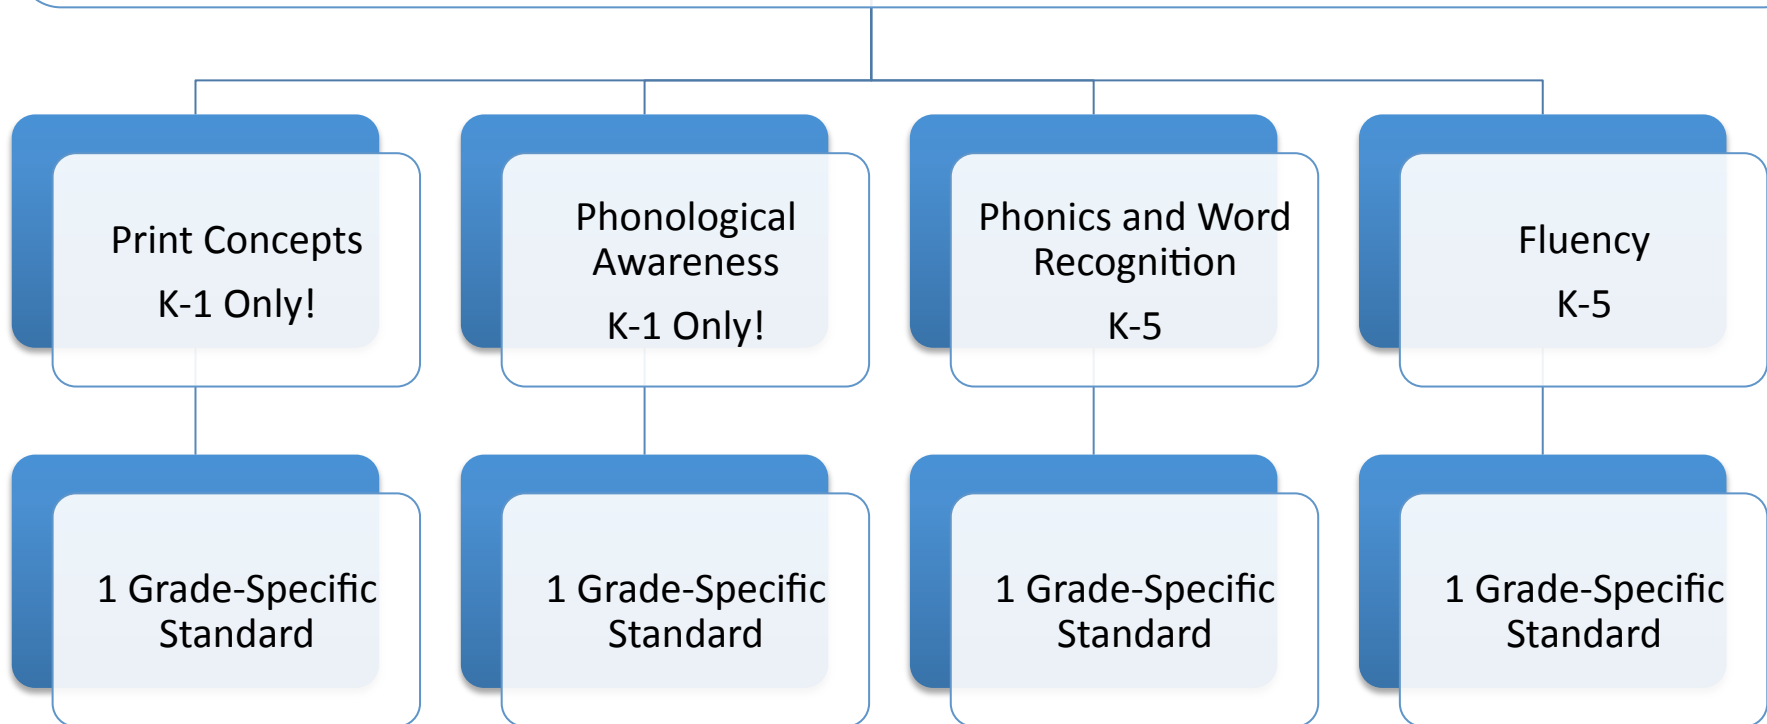 Print Concepts
K-1 Only!
Phonological
Awareness
K-1 Only!
Phonics and Word
Recognition
K-5
Fluency
K-5
1 Grade-Specific
Standard
1 Grade-Specific
Standard
1 Grade-Specific
Standard
1 Grade-Specific
Standard